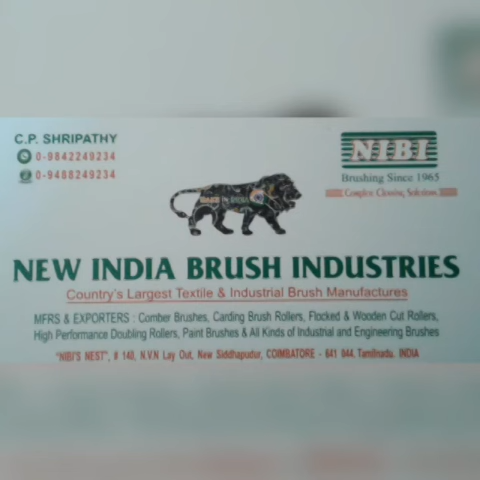 C.P. SHRIPATHY
0-9842249234
0-9488249234
NIBI
Brushing Since 1965
Complete Cleaning Solutions
MAKE IN INDIA
NEW INDIA BRUSH INDUSTRIES
Country's Largest Textile & Industrial Brush Manufactures
MFRS & EXPORTERS : Comber Brushes, Carding Brush Rollers, Flocked & Wooden Cut Rollers,
High Performance Doubling Rollers, Paint Brushes & All Kinds of Industrial and Engineering Brushes
"NIBI'S NEST", # 140, N.V.N Lay Out, New Siddhapudur, COIMBATORE - 641 044. Tamilnadu. INDIA